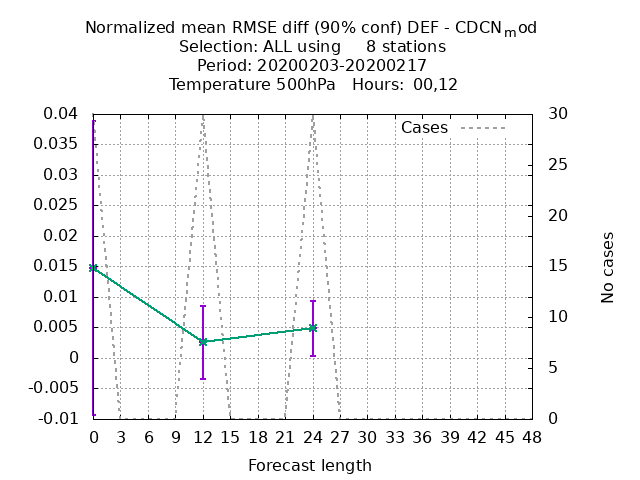 Normalized mean RMSE diff (90% conf) DEF - CDCNmod
Selection: ALL using 8 stations
Period: 20200203-20200217
Temperature 500hPa Hours: 00,12
Cases
0.04
0.035
0.03
0.025
0.02
0.015
0.01
0.005
0
-0.005
-0.01
30
25
20
15
10
5
0
No cases
0 3 6 9 12 15 18 21 24 27 30 33 36 39 42 45 48
Forecast length